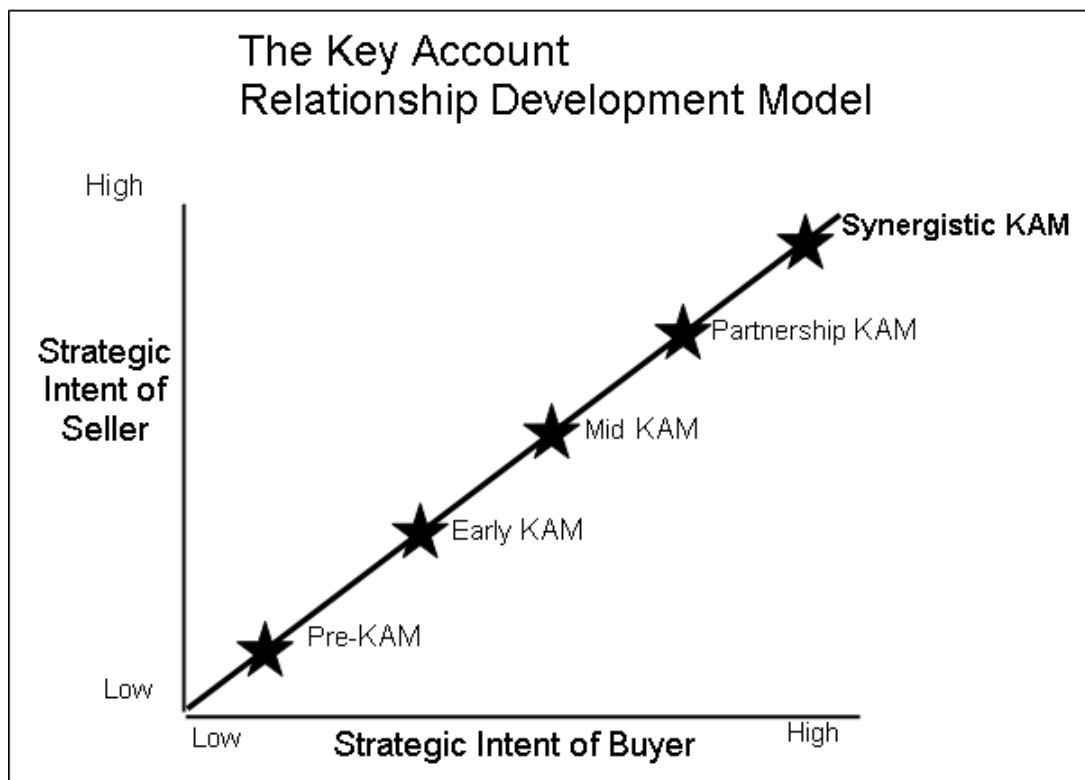 The Key Account
Relationship Development Model
High
Synergistic KAM
Partnership KAM
Strategic
Intent of
Seller
Mid KAM
Early KAM
Pre-KAM
Low
Low
Strategic Intent of Buyer
High